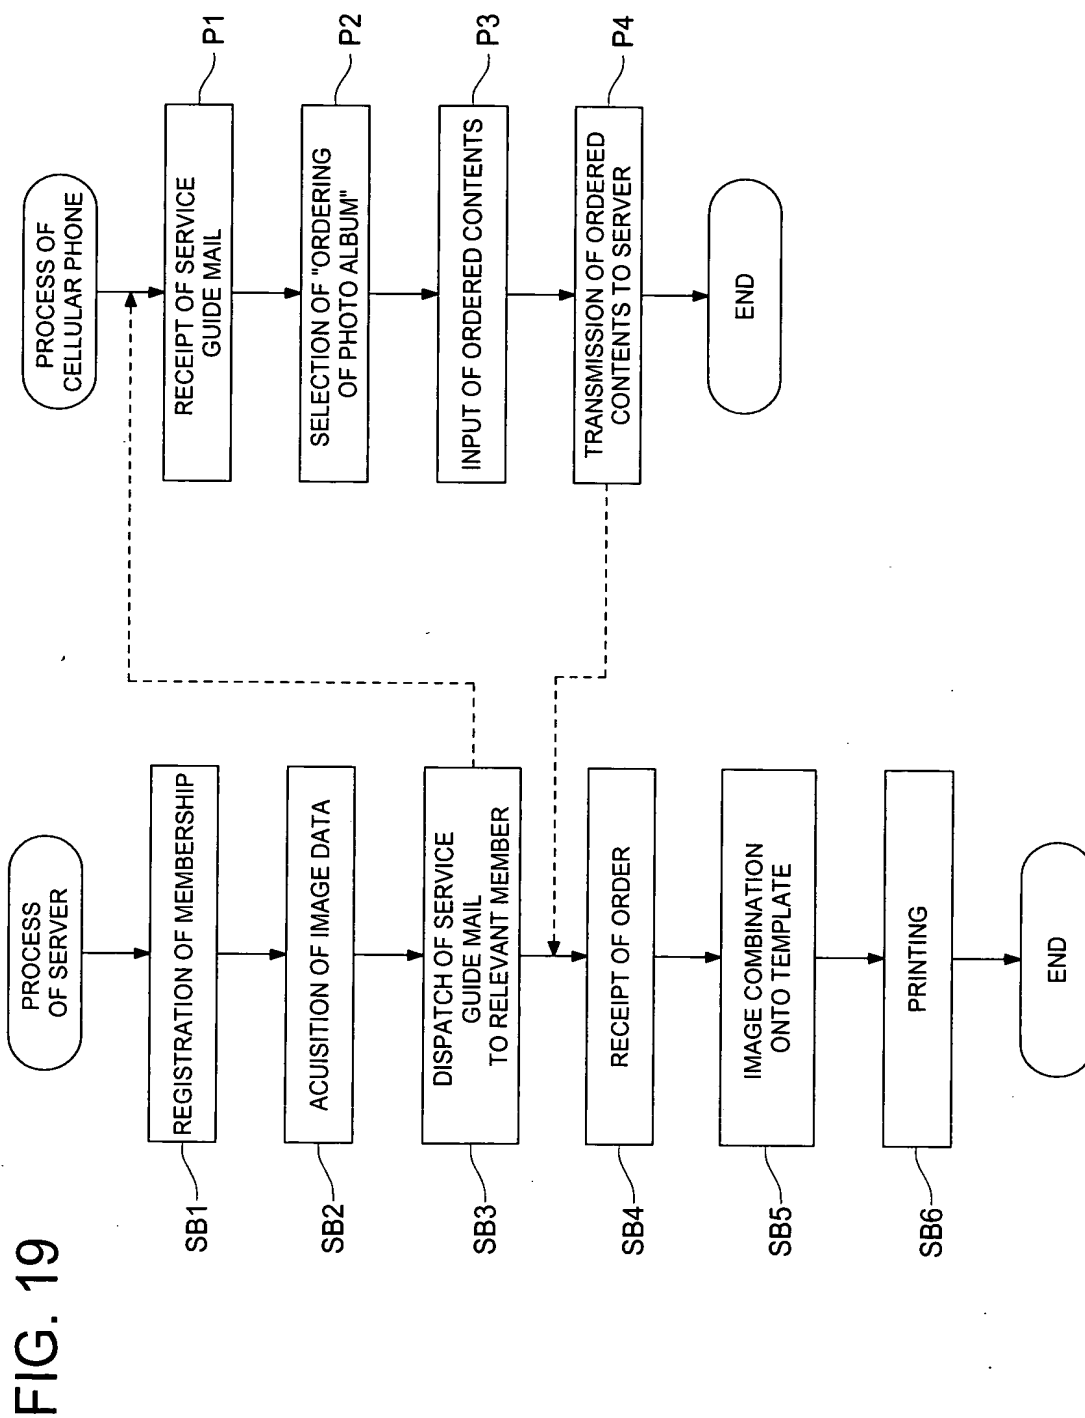 FIG. 19
PROCESS
OF SERVER
SB1
REGISTRATION OF MEMBERSHIP
SB2
ACUISITION OF IMAGE DATA
SB3
DISPATCH OF SERVICE
GUIDE MAIL
TO RELEVANT MEMBER
SB4
RECEIPT OF ORDER
SB5
IMAGE COMBINATION
ONTO TEMPLATE
SB6
PRINTING
END
PROCESS OF
CELLULAR PHONE
RECEIPT OF SERVICE
GUIDE MAIL
P1
SELECTION OF "ORDERING
OF PHOTO ALBUM"
P2
INPUT OF ORDERED CONTENTS
P3
TRANSMISSION OF ORDERED
CONTENTS TO SERVER
P4
END